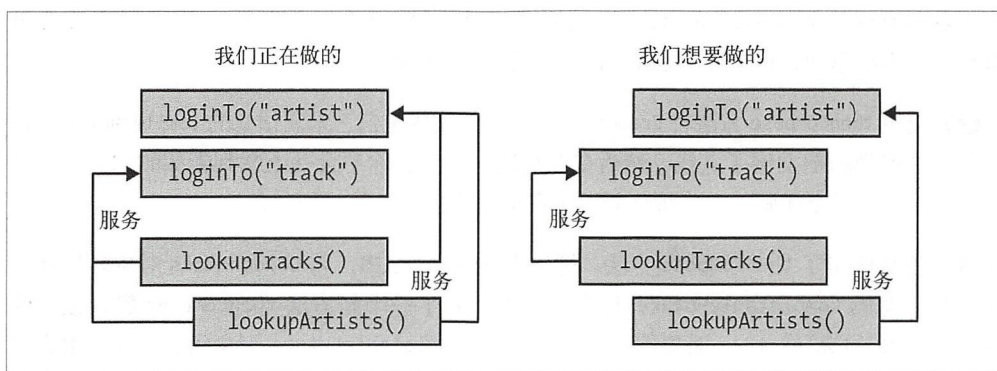 我们正在做的
loginTo("artist")
loginTo("track")
服务
lookupTracks()
服务
lookupArtists()
我们想要做的
loginTo("artist")
loginTo("track")
服务
lookupTracks()
服务
lookupArtists()